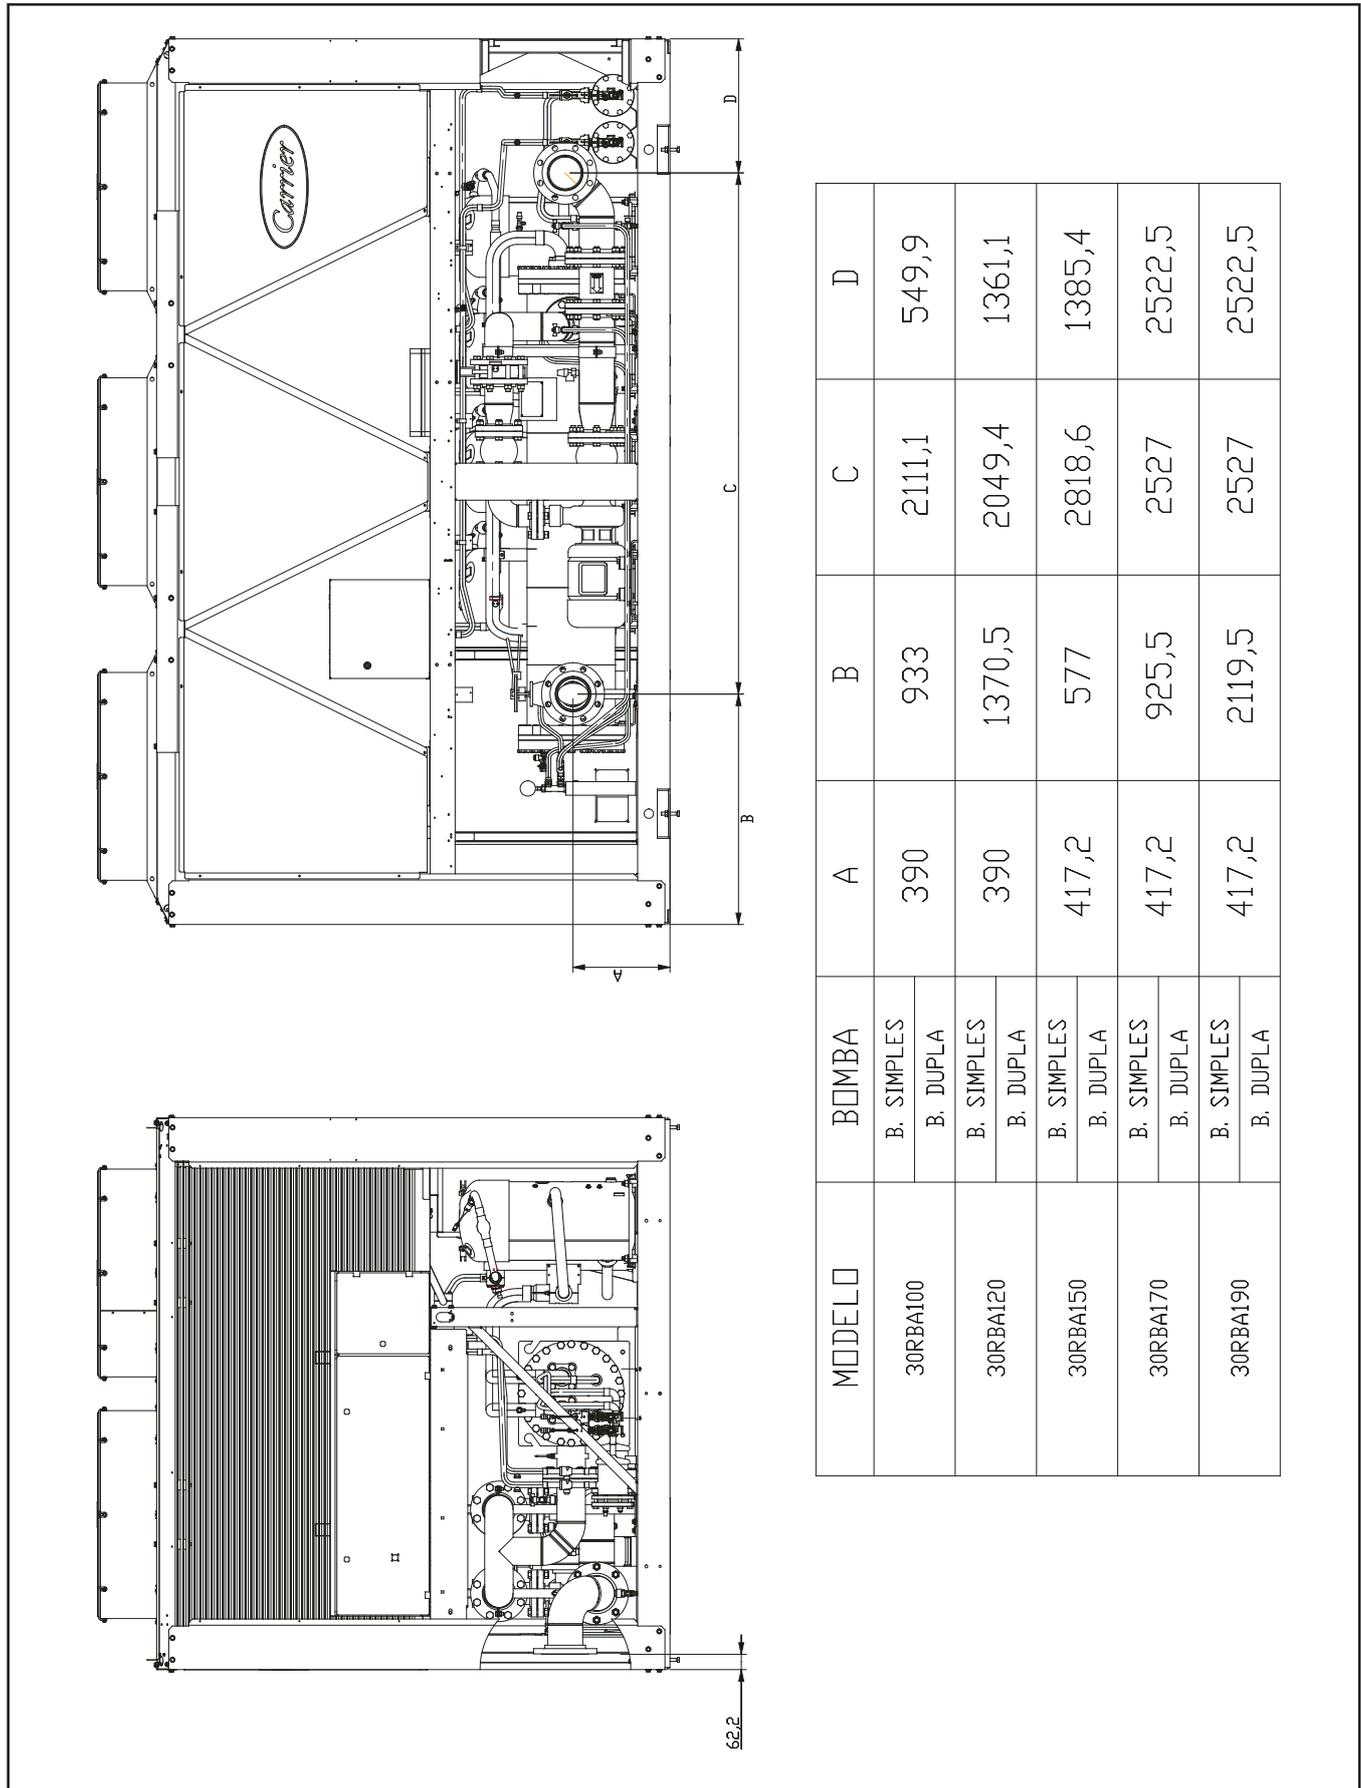 Carrier
D
C
B
A
62,2
MODELO BOMBA A B C D
30RBA100 B. SIMPLES 390 933 2111,1 549,9
B. DUPLA
30RBA120 B. SIMPLES 390 1370,5 2049,4 1361,1
B. DUPLA
30RBA150 B. SIMPLES 417,2 577 2818,6 1385,4
B. DUPLA
30RBA170 B. SIMPLES 417,2 925,5 2527 2522,5
B. DUPLA
30RBA190 B. SIMPLES 417,2 2119,5 2527 2522,5
B. DUPLA